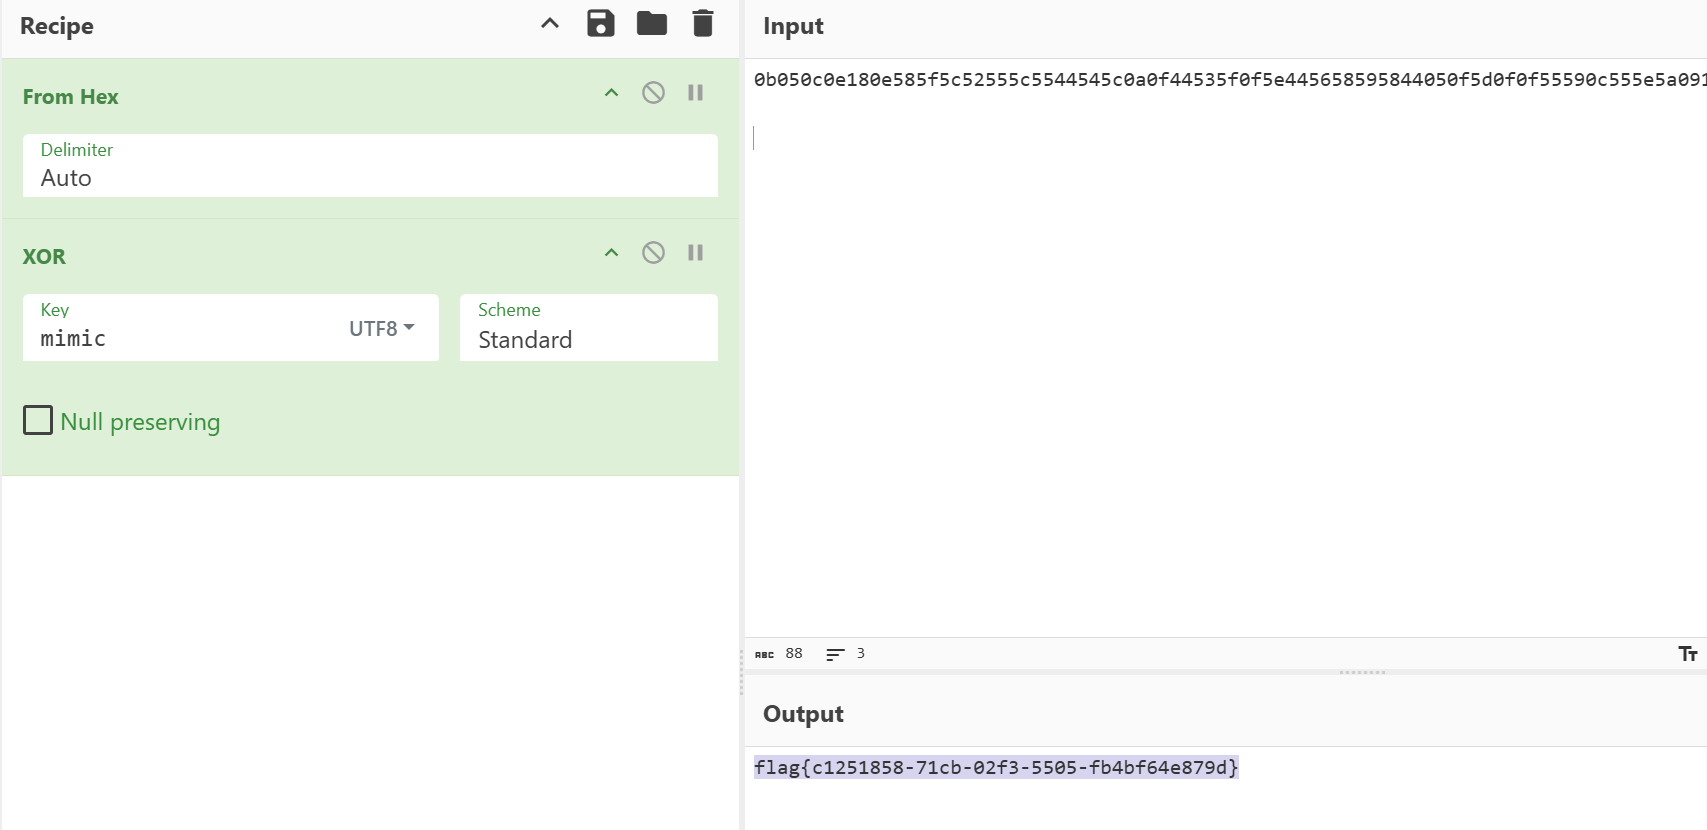 Recipe
From Hex
Delimiter
Auto
XOR
Key
mimic
UTF8
Scheme
Standard
Null preserving
Input
0b050c0e180e585f5c52555c5544545c0a0f44535f0f5e445658595844050f5d0f0f55590c555e5a091
ABC 88 3
Tт
Output
flag{c1251858-71cb-02f3-5505-fb4bf64e879d}